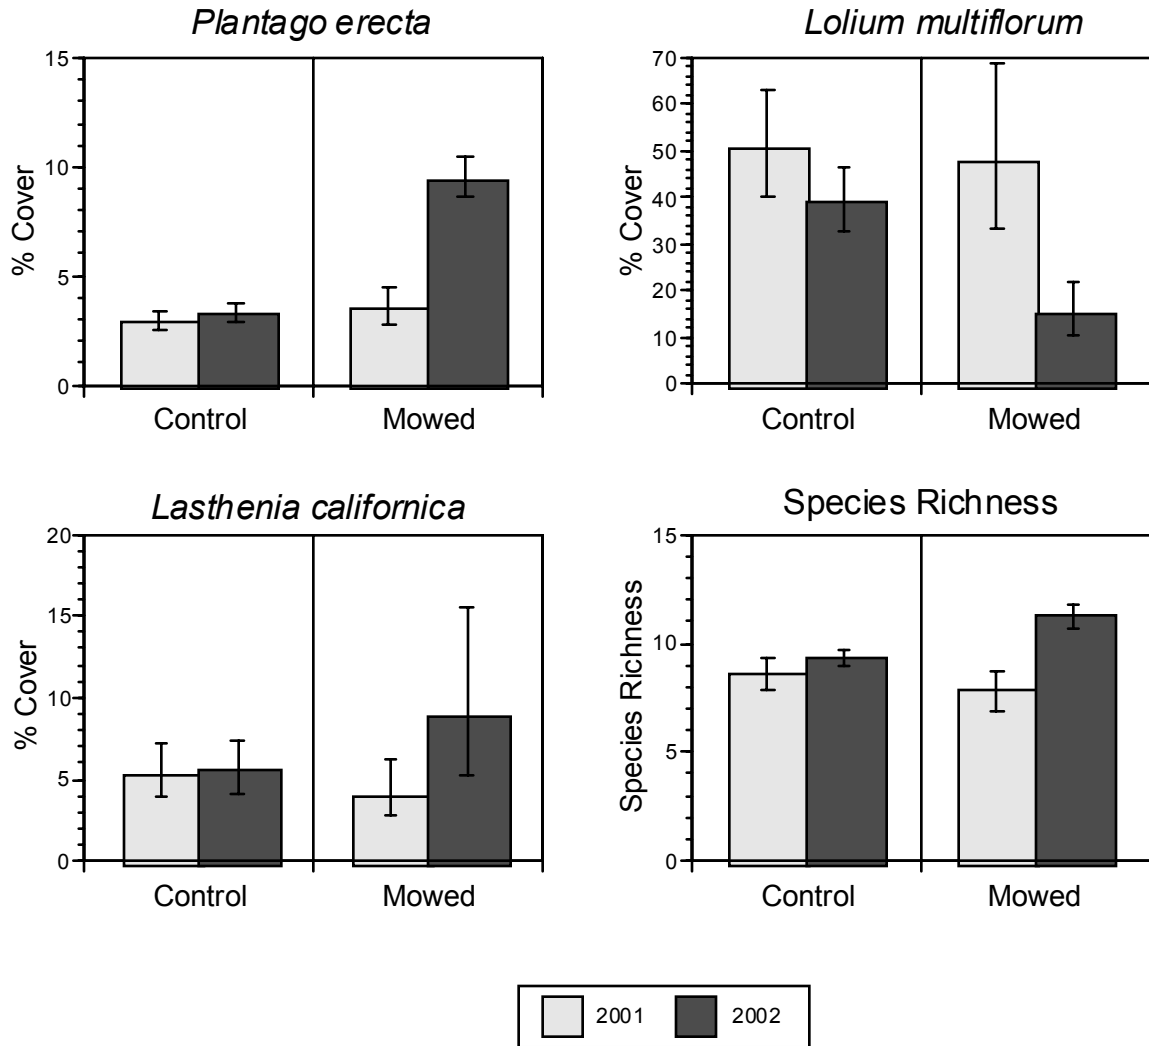 Plantago erecta
15
10
5
0
% Cover
Control Mowed
Lolium multiflorum
70
60
50
40
30
20
10
0
% Cover
Control Mowed
Lasthenia californica
20
15
10
5
0
% Cover
Control Mowed
Species Richness
15
10
5
0
Species Richness
Control Mowed
2001 2002